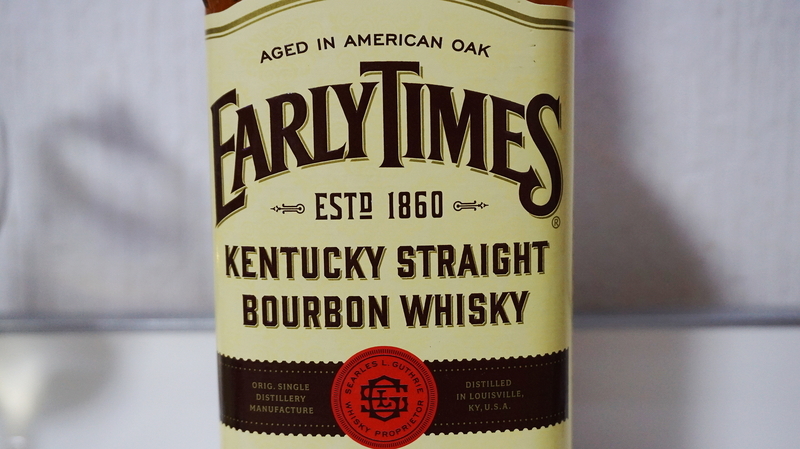 AGED IN AMERICAN OAK
EARLY TIMES
ESTD 1860
®
KENTUCKY STRAIGHT
BOURBON WHISKY
ORIG. SINGLE
DISTILLERY
MANUFACTURE
SEARLES L. GUTHRIE
WHISKY PROPRIETOR
SLG
DISTILLED
IN LOUISVILLE,
KY, U.S.A.